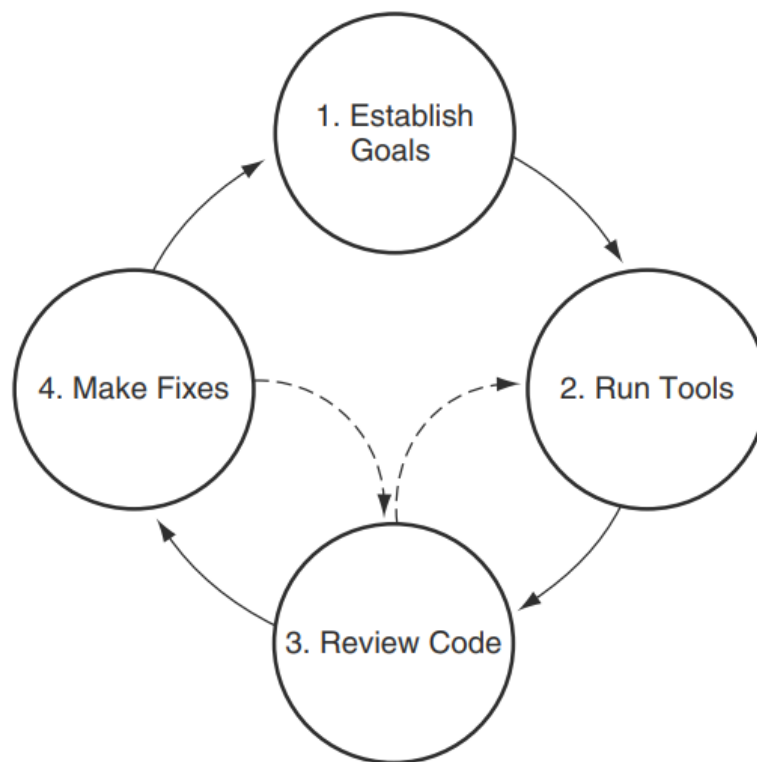 1. Establish
Goals
4. Make Fixes
2. Run Tools
3. Review Code